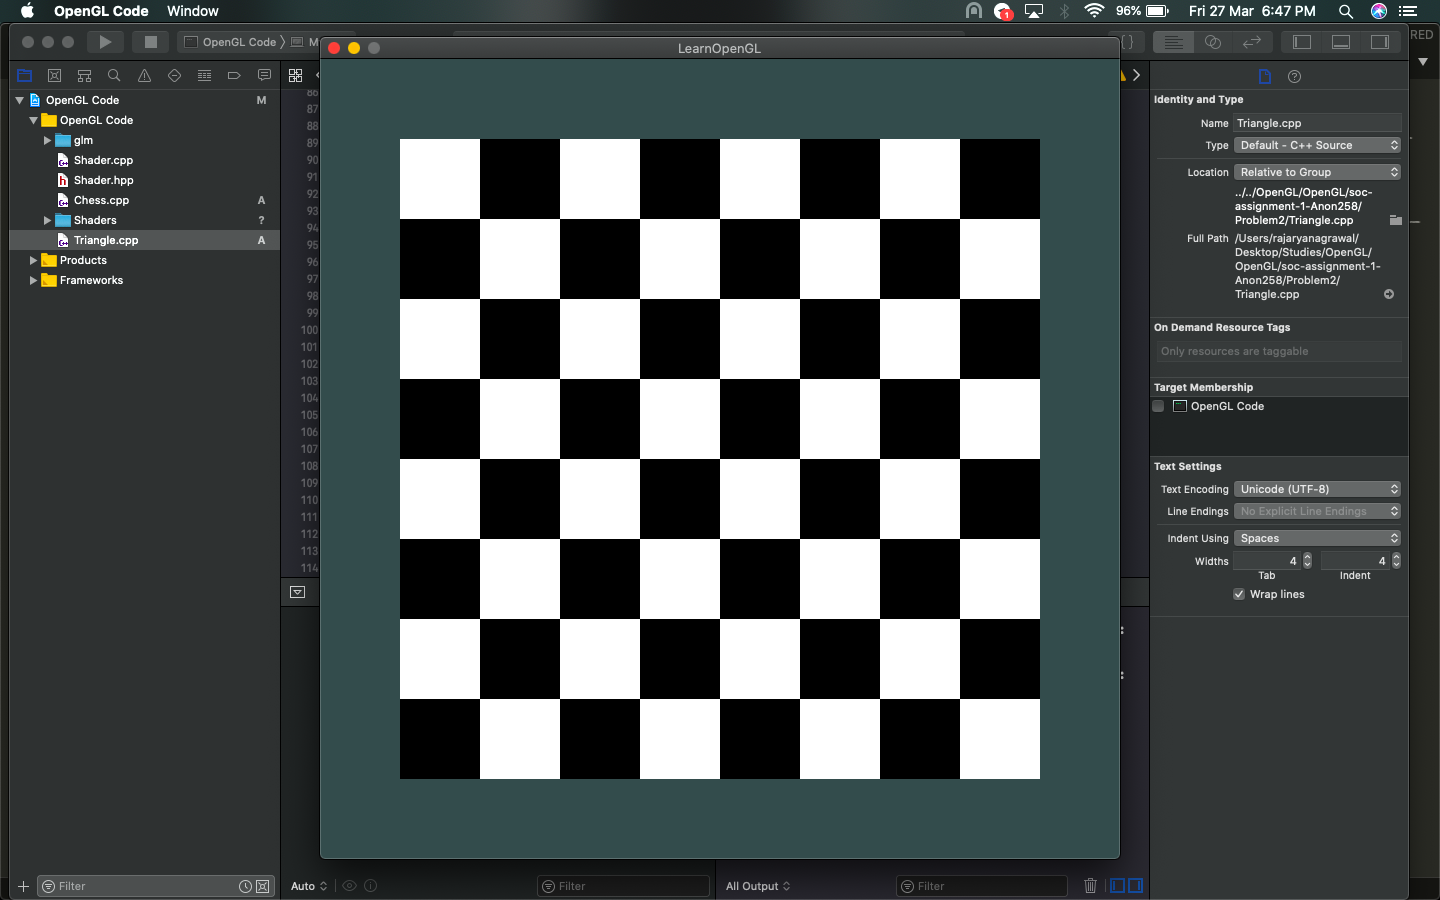 OpenGL Code Window
1
96% Fri 27 Mar 6:47 PM
OpenGL Code
LearnOpenGL
RED
OpenGL Code M
OpenGL Code
glm
Shader.cpp
Shader.hpp
Chess.cpp A
Shaders ?
Triangle.cpp A
Products
Frameworks
86
87
88
89
90
91
92
93
94
95
96
97
98
99
100
101
102
103
104
105
106
107
108
109
110
111
112
113
114
Identity and Type
Name Triangle.cpp
Type Default - C++ Source
Location Relative to Group
../../OpenGL/OpenGL/soc-
assignment-1-Anon258/
Problem2/Triangle.cpp
Full Path /Users/rajaryanagrawal/
Desktop/Studies/OpenGL/
OpenGL/soc-assignment-1-
Anon258/Problem2/
Triangle.cpp
On Demand Resource Tags
Only resources are taggable
Target Membership
OpenGL Code
Text Settings
Text Encoding Unicode (UTF-8)
Line Endings No Explicit Line Endings
Indent Using Spaces
Widths 4 4
Tab Indent
Wrap lines
Filter
Auto
Filter
All Output
Filter